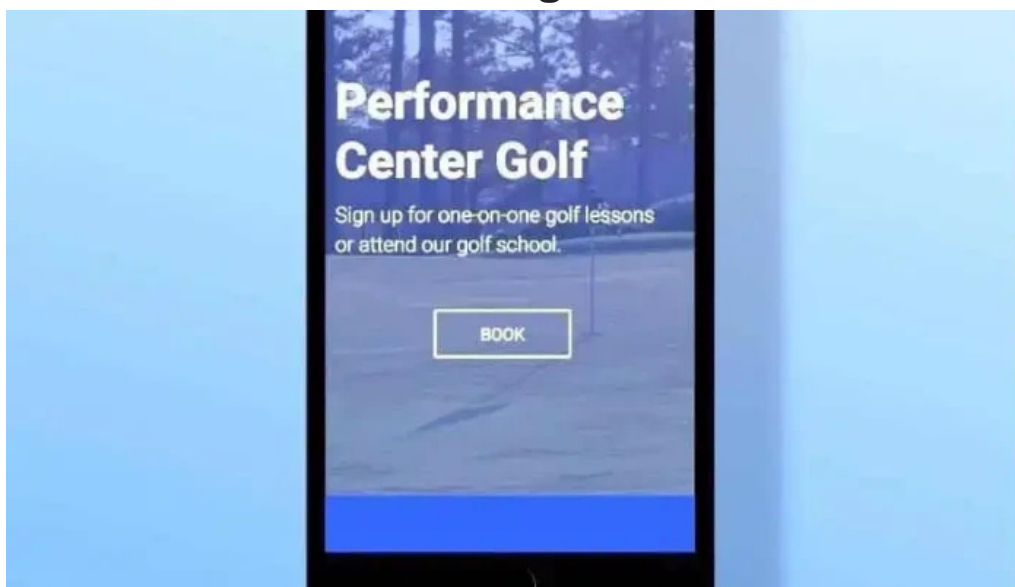 Performance
Center Golf
Sign up for one-on-one golf lessons
or attend our golf school.
BOOK